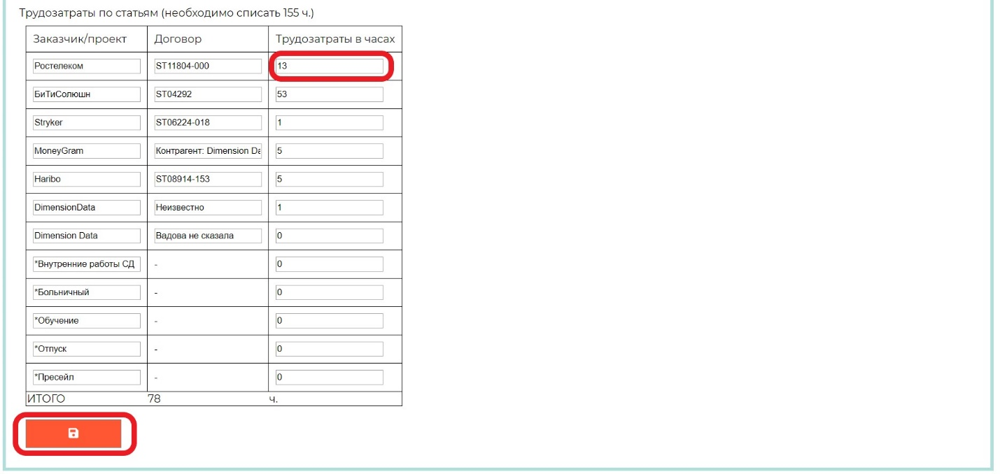 Трудозатраты по статьям (необходимо списать 155 ч.)
Заказчик/проект Договор Трудозатраты в часах
Ростелеком ST11804-000 13
БиТиСолюшн ST04292 53
Stryker ST06224-018 1
MoneyGram Контрагент: Dimension Da 5
Haribo ST08914-153 5
DimensionData Неизвестно 1
Dimension Data Вадова не сказала 0
*Внутренние работы СД - 0
*Больничный - 0
*Обучение - 0
*Отпуск - 0
*Пресейл - 0
ИТОГО 78 ч.